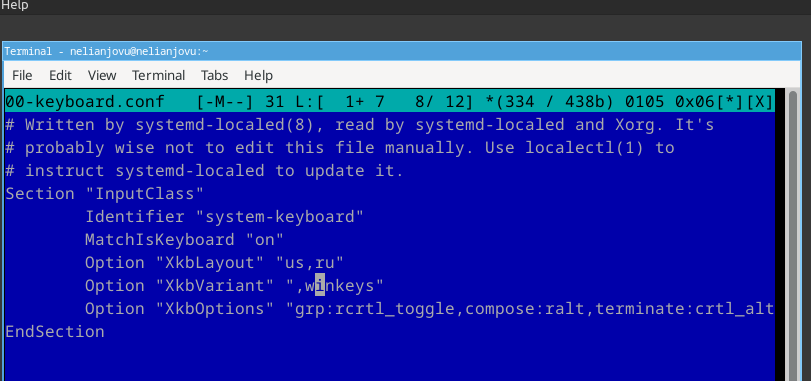 Help
Terminal - nelianjovu@nelianjovu:~
File Edit View Terminal Tabs Help
00-keyboard.conf   [-M--] 31 L:[  1+ 7   8/ 12] *(334 / 438b) 0105 0x06[*][X]
# Written by systemd-localed(8), read by systemd-localed and Xorg. It's
# probably wise not to edit this file manually. Use localectl(1) to
# instruct systemd-localed to update it.
Section "InputClass"
        Identifier "system-keyboard"
        MatchIsKeyboard "on"
        Option "XkbLayout" "us,ru"
        Option "XkbVariant" ",winkeys"
        Option "XkbOptions" "grp:rcrtl_toggle,compose:ralt,terminate:crtl_alt
EndSection